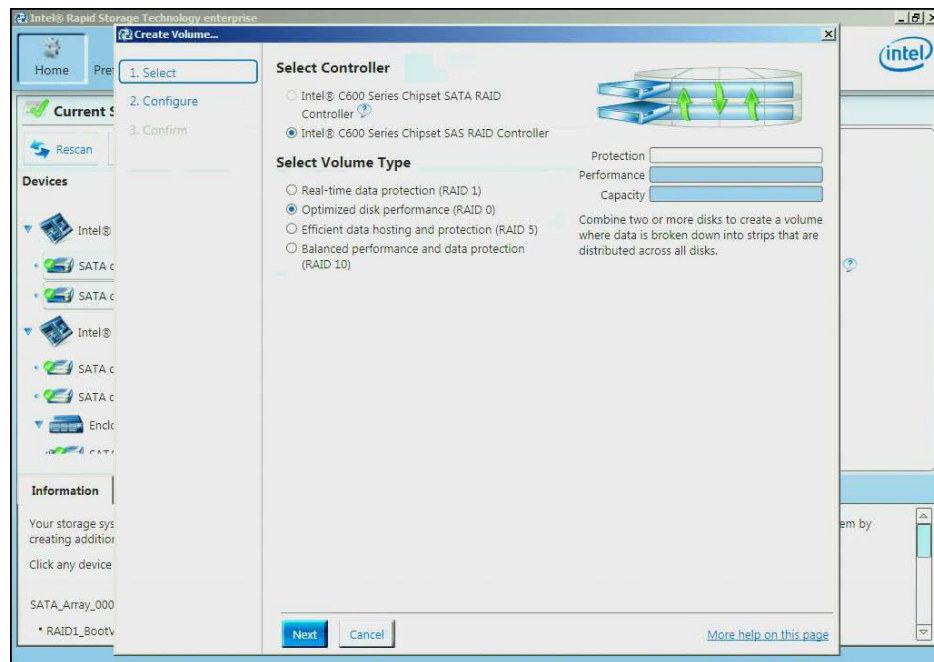 Intel® Rapid Storage Technology enterprise
Create Volume...
Home
intel
1. Select
2. Configure
3. Confirm
Select Controller
Intel® C600 Series Chipset SATA RAID
Controller
Intel® C600 Series Chipset SAS RAID Controller
Select Volume Type
Real-time data protection (RAID 1)
Optimized disk performance (RAID 0)
Efficient data hosting and protection (RAID 5)
Balanced performance and data protection
(RAID 10)
Protection
Performance
Capacity
Combine two or more disks to create a volume
where data is broken down into strips that are
distributed across all disks.
Current
Rescan
Devices
Intel®
SATA
SATA
Intel®
SATA
SATA
Information
Your storage sys
em by
creating addition
Click any device
SATA_Array_000
• RAID1_BootV
Next
Cancel
More help on this page